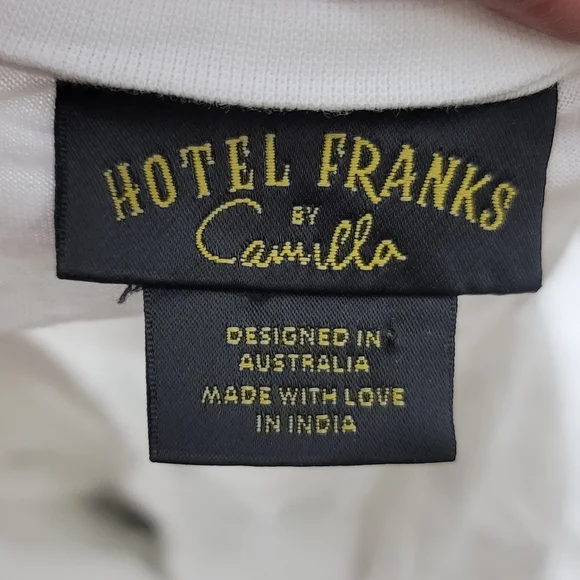 HOTEL FRANKS
BY
Camilla
DESIGNED IN
AUSTRALIA
MADE WITH LOVE
IN INDIA